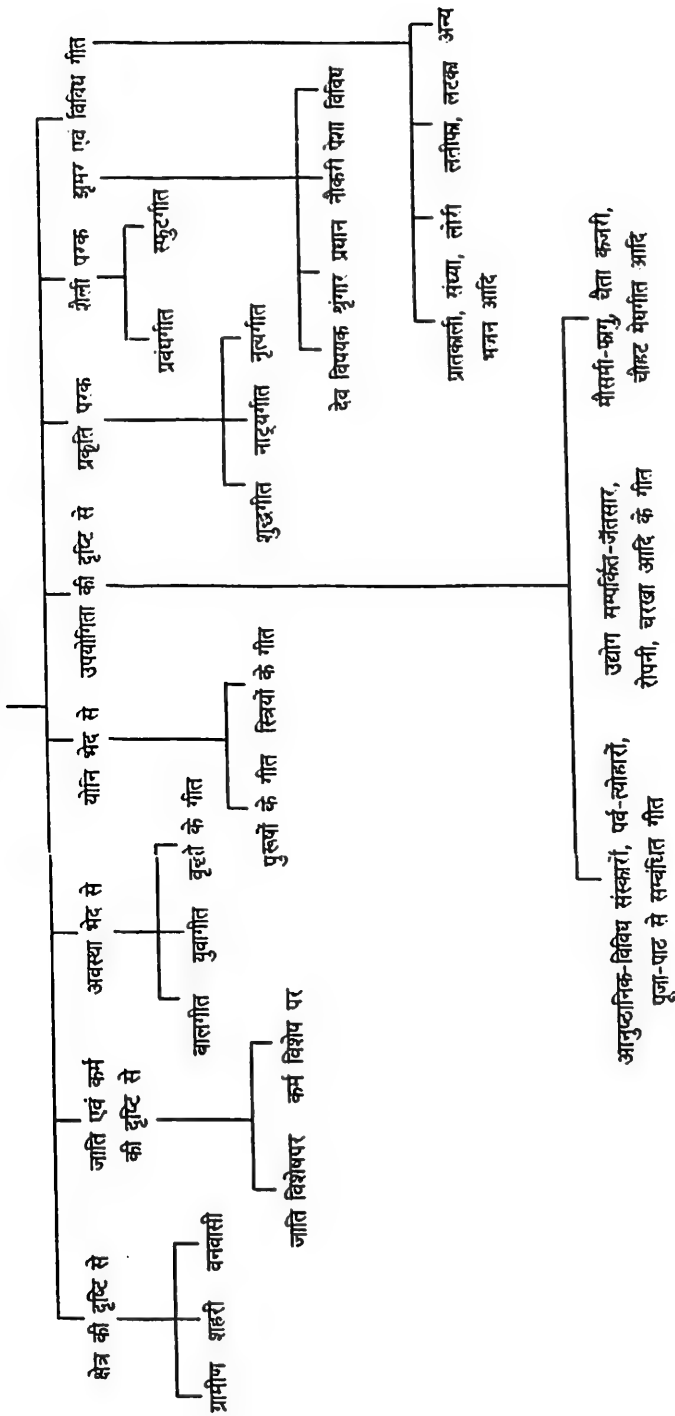 क्षेत्र की दृष्टि से
ग्रामीण शहरी वनवासी
जाति एवं कर्म
की दृष्टि से
जाति विशेषपर कर्म विशेष पर
अवस्था भेद से
बालगीत युवागीत वृद्धों के गीत
योनि भेद से
पुरूषों के गीत स्त्रियों के गीत
उपयोगिता की दृष्टि से
आनुष्ठानिक-विविध संस्कारों, पर्व-त्योहारों,
पूजा-पाट से सम्बंधित गीत
उद्योग सम्पर्कित-जँतसार,
रोपनी, चरखा आदि के गीत
मौसमी-फागु, चैता कजरी,
चौहट मेघगीत आदि
प्रकृति परक
शुद्धगीत नाट्यगीत नृत्यगीत
शैली परक
प्रबंधगीत स्फुटगीत
झूमर एवं विविध गीत
देव विषयक श्रृंगार प्रधान नौकरी पेशा विविध
प्रातकाली, संध्या, लोरी लतीफा, लटका अन्य
भजन आदि